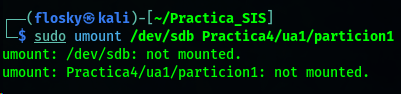 ┌──(flosky㉿kali)-[~/Practica_SIS]
└─$ sudo umount /dev/sdb Practica4/ua1/particion1
umount: /dev/sdb: not mounted.
umount: Practica4/ua1/particion1: not mounted.